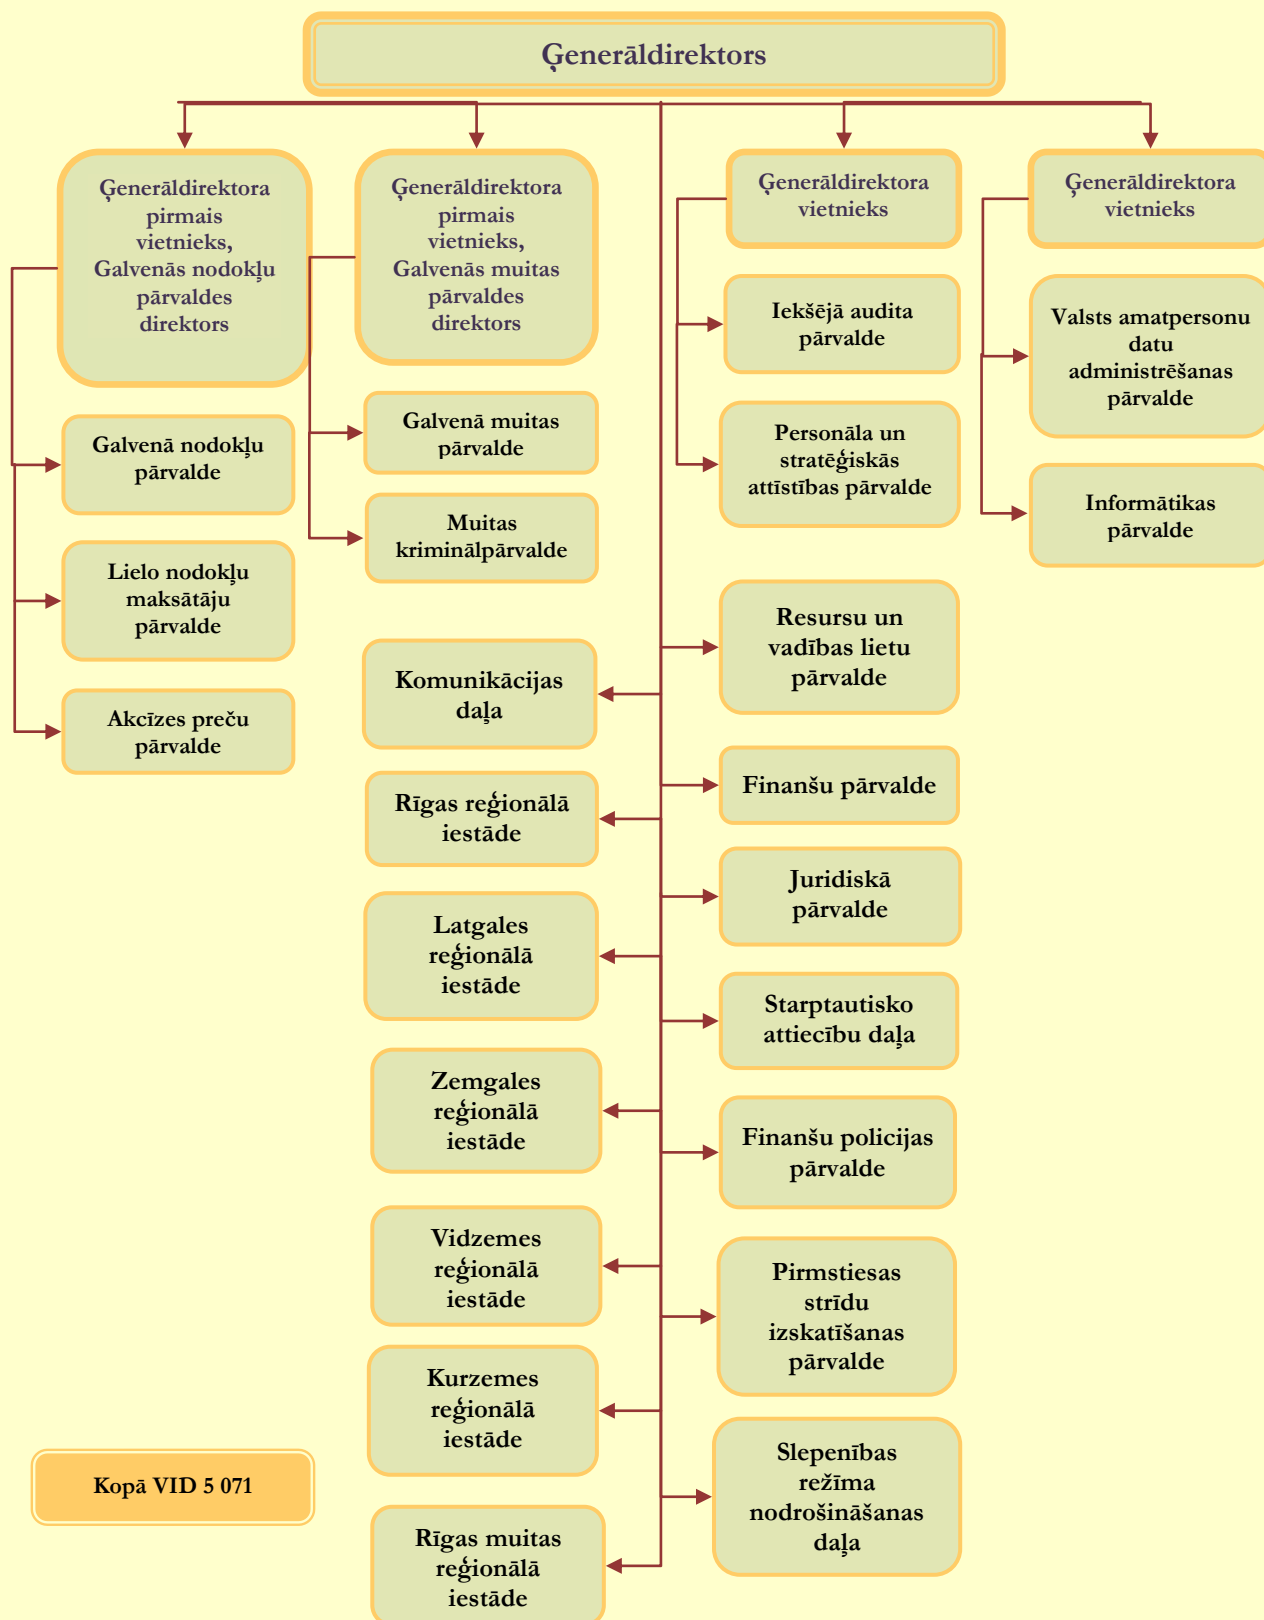 Ģenerāldirektors
Ģenerāldirektora
pirmais
vietnieks,
Galvenās nodokļu
pārvaldes
direktors
Ģenerāldirektora
pirmais
vietnieks,
Galvenās muitas
pārvaldes
direktors
Ģenerāldirektora
vietnieks
Ģenerāldirektora
vietnieks
Galvenā nodokļu
pārvalde
Lielo nodokļu
maksātāju
pārvalde
Akcīzes preču
pārvalde
Galvenā muitas
pārvalde
Muitas
kriminālpārvalde
Iekšējā audita
pārvalde
Personāla un
stratēģiskās
attīstības pārvalde
Valsts amatpersonu
datu
administrēšanas
pārvalde
Informātikas
pārvalde
Komunikācijas
daļa
Rīgas reģionālā
iestāde
Latgales
reģionālā
iestāde
Zemgales
reģionālā
iestāde
Vidzemes
reģionālā
iestāde
Kurzemes
reģionālā
iestāde
Rīgas muitas
reģionālā
iestāde
Resursu un
vadības lietu
pārvalde
Finanšu pārvalde
Juridiskā
pārvalde
Starptautisko
attiecību daļa
Finanšu policijas
pārvalde
Pirmstiesas
strīdu
izskatīšanas
pārvalde
Slepenības
režīma
nodrošināšanas
daļa
Kopā VID 5 071